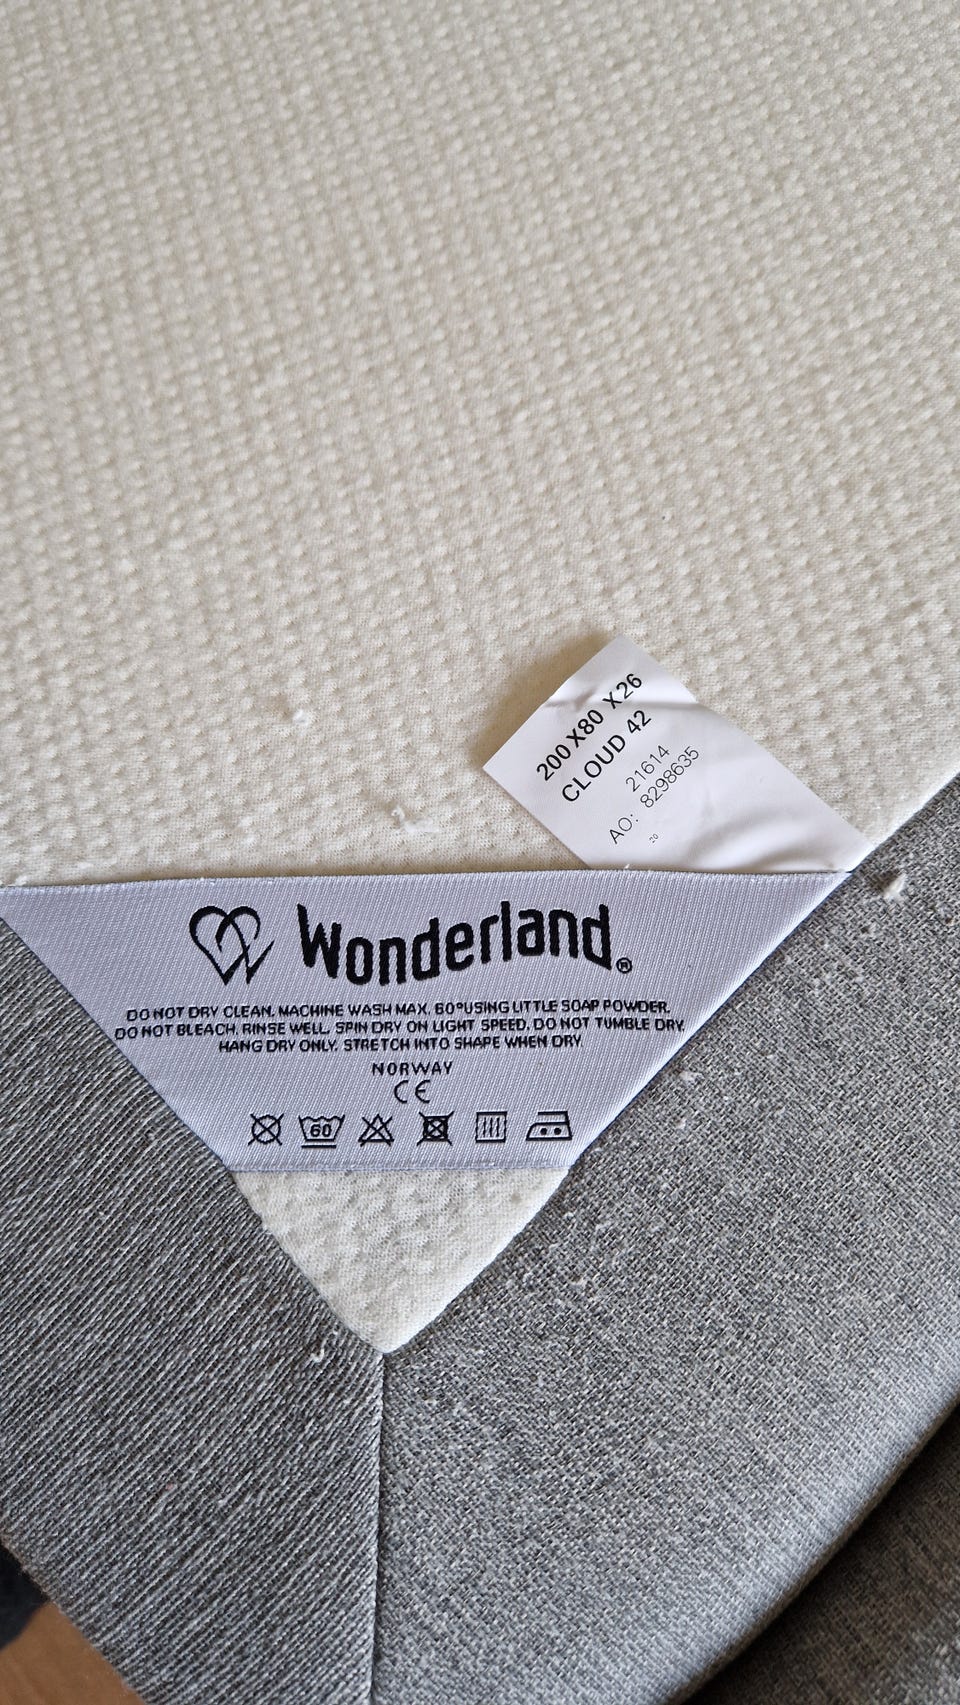 200 X80 X26
CLOUD 42
21614
AO: 8298635
20
Wonderland®
DO NOT DRY CLEAN. MACHINE WASH MAX. 60° USING LITTLE SOAP POWDER.
DO NOT BLEACH. RINSE WELL. SPIN DRY ON LIGHT SPEED. DO NOT TUMBLE DRY.
HANG DRY ONLY. STRETCH INTO SHAPE WHEN DRY
NORWAY
CE
60